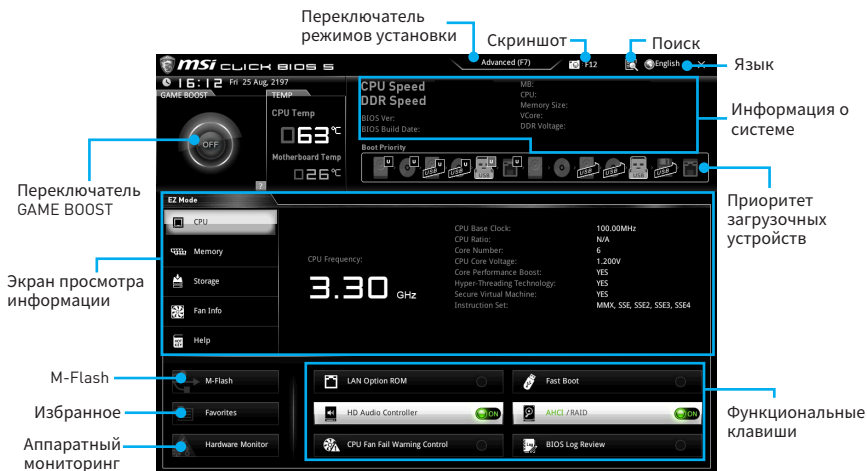 Переключатель
режимов установки
Скриншот
Поиск
Язык
Информация о
системе
Приоритет
загрузочных
устройств
Функциональные
клавиши
Переключатель
GAME BOOST
Экран просмотра
информации
M-Flash
Избранное
Аппаратный
мониторинг
msi CLICK BIOS 5
Advanced (F7)
F12
English
×
16:12 Fri 25 Aug, 2197
GAME BOOST
OFF
?
TEMP
CPU Temp
63°C
Motherboard Temp
26°C
CPU Speed
DDR Speed
BIOS Ver:
BIOS Build Date:
MB:
CPU:
Memory Size:
VCore:
DDR Voltage:
Boot Priority
U U U U U U
USB USB USB USB USB USB
EZ Mode
CPU
Memory
Storage
Fan Info
Help
CPU Frequency:
3.30 GHz
CPU Base Clock: 100.00MHz
CPU Ratio: N/A
Core Number: 6
CPU Core Voltage: 1.200V
Core Performance Boost: YES
Hyper-Threading Technology: YES
Secure Virtual Machine: YES
Instruction Set: MMX, SSE, SSE2, SSE3, SSE4
M-Flash
Favorites
Hardware Monitor
LAN Option ROM
Fast Boot
HD Audio Controller ON
AHCI /RAID ON
CPU Fan Fail Warning Control
BIOS Log Review